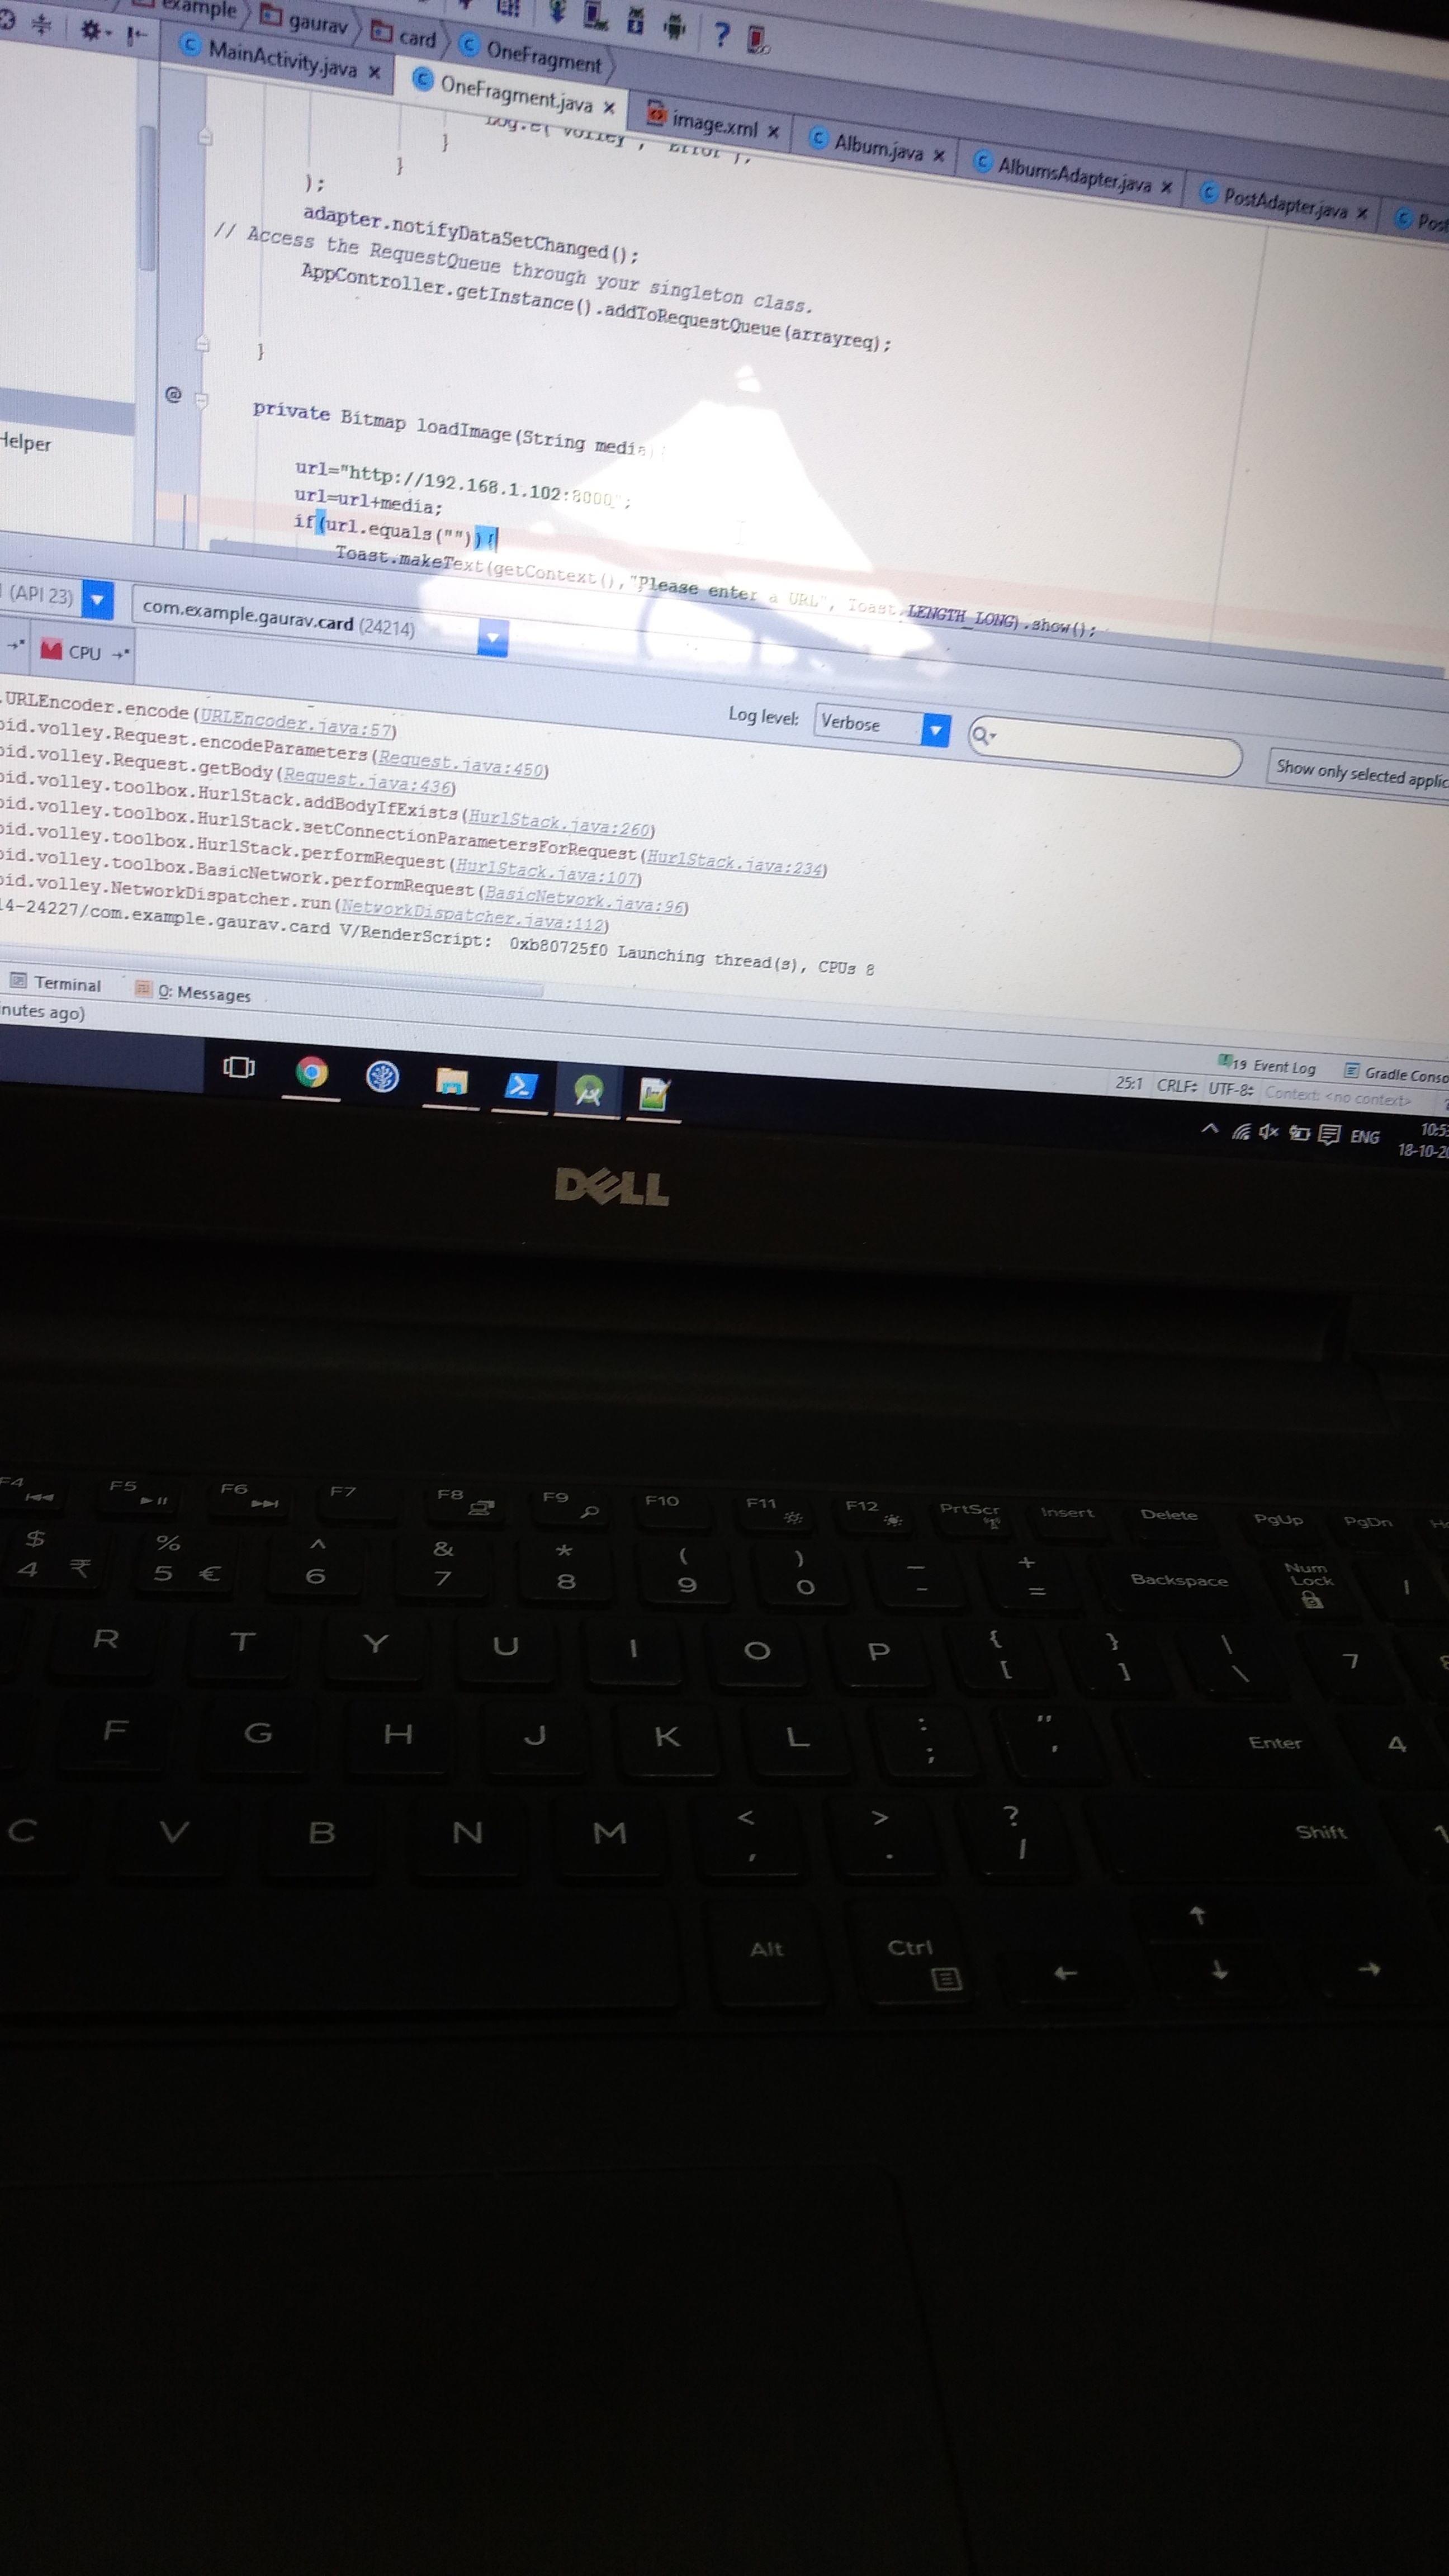 example gaurav card OneFragment
MainActivity.java OneFragment.java image.xml Album.java AlbumsAdapter.java PostAdapter.java
}
}
);
adapter.notifyDataSetChanged();
// Access the RequestQueue through your singleton class.
AppController.getInstance().addToRequestQueue(arrayreq);
}
@
private Bitmap loadImage(String media)
Helper
url="http://192.168.1.102:8000";
url=url+media;
if(url.equals("")){
Toast.makeText(getContext(),"Please enter a URL", Toast.LENGTH_LONG).show();
(API 23) com.example.gaurav.card (24214)
CPU
Log level: Verbose Show only selected applic
.URLEncoder.encode(URLEncoder.java:57)
oid.volley.Request.encodeParameters(Request.java:450)
oid.volley.Request.getBody(Request.java:436)
oid.volley.toolbox.HurlStack.addBodyIfExists(HurlStack.java:260)
oid.volley.toolbox.HurlStack.setConnectionParametersForRequest(HurlStack.java:234)
oid.volley.toolbox.HurlStack.performRequest(HurlStack.java:107)
oid.volley.toolbox.BasicNetwork.performRequest(BasicNetwork.java:96)
oid.volley.NetworkDispatcher.run(NetworkDispatcher.java:112)
14-24227/com.example.gaurav.card V/RenderScript: 0xb80725f0 Launching thread(s), CPUs 8
Terminal 0: Messages
19 Event Log Gradle Conso
nutes ago)
25:1 CRLF UTF-8 Context: <no context>
ENG
10:5
18-10-20
DELL
F4 F5 F6 F7 F8 F9 F10 F11 F12 PrtScr Insert Delete PgUp PgDn
$ % ^ & * ( ) _ +
4 ₹ 5 € 6 7 8 9 0 - = Backspace Num Lock
R T Y U I O P { [ } ] | \ 7
F G H J K L : ; " ' Enter 4
C V B N M < , > . ? / Shift 1
Alt Ctrl